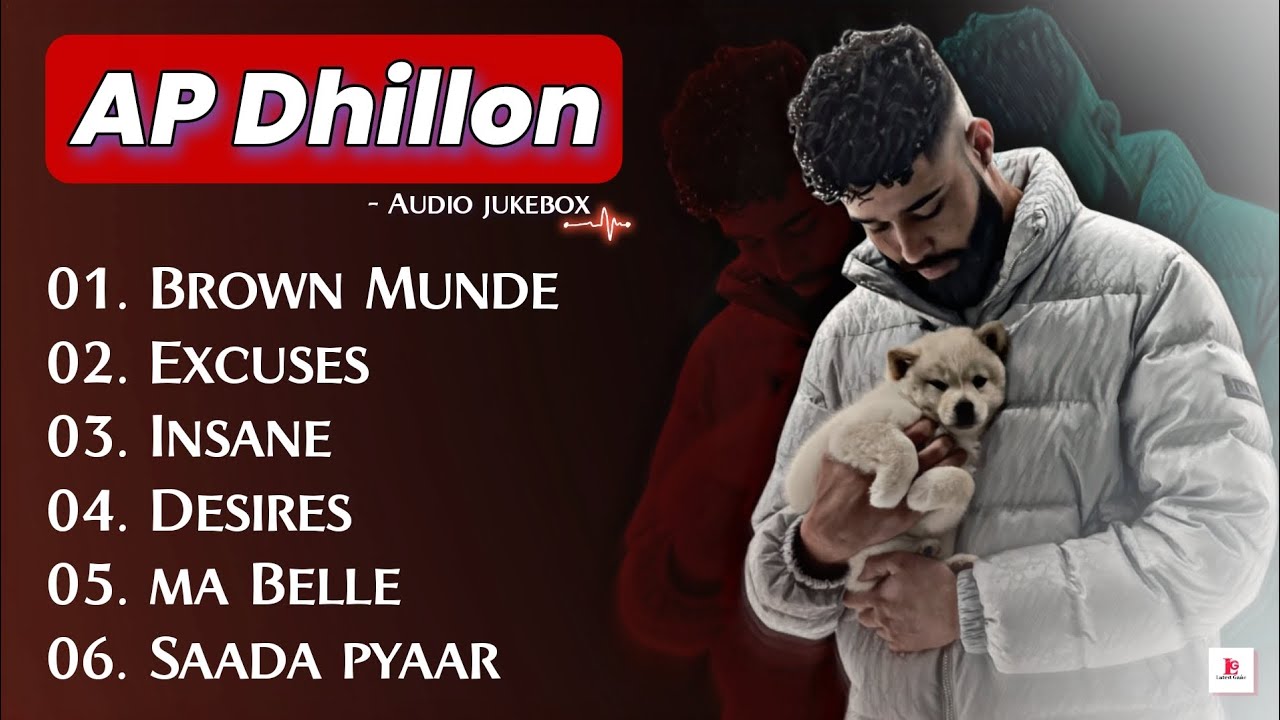 AP Dhillon
- AUDIO JUKEBOX
01. BROWN MUNDE
02. EXCUSES
03. INSANE
04. DESIRES
05. MA BELLE
06. SAADA PYAAR
LG